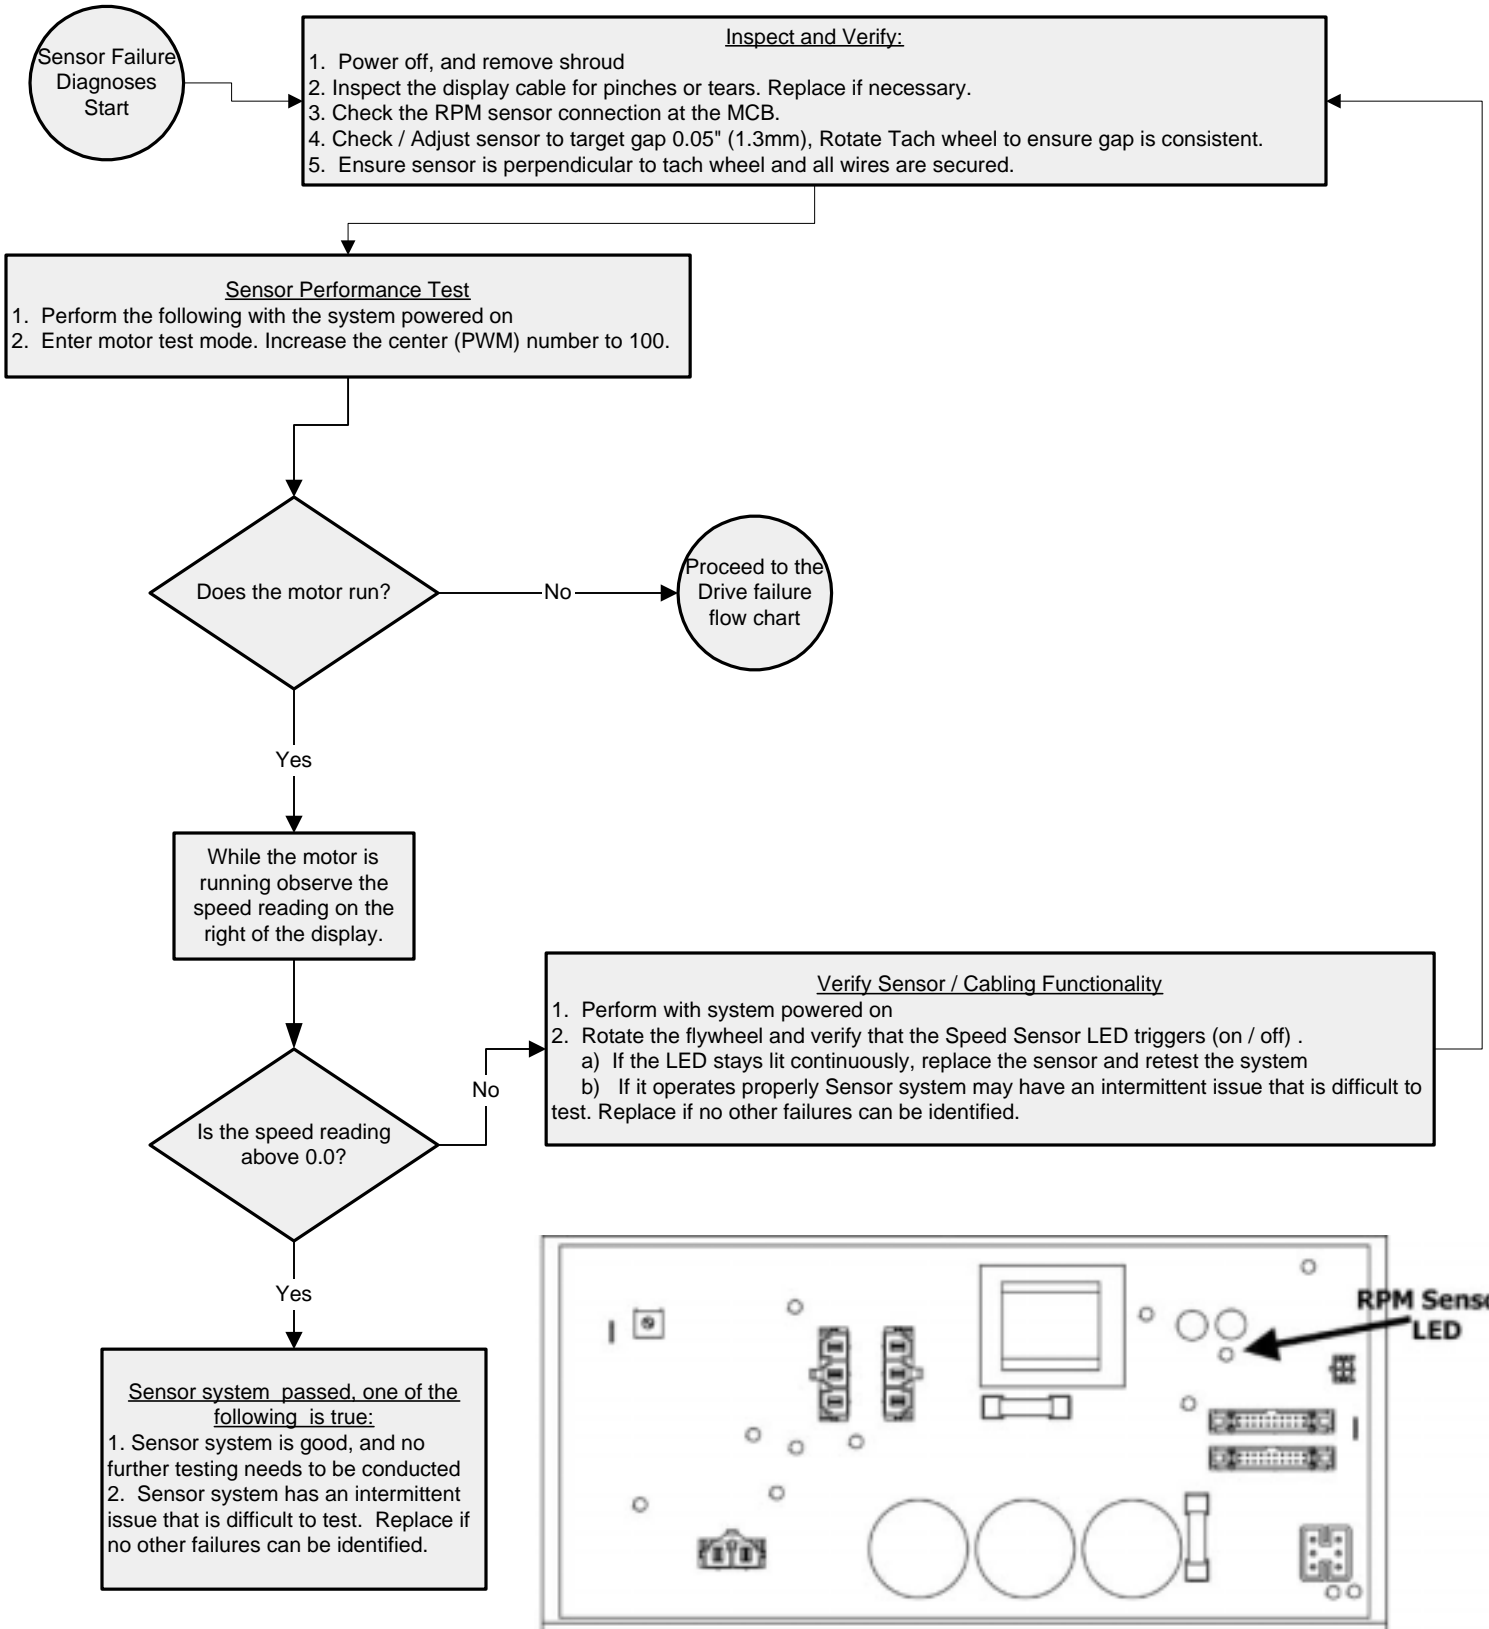 Sensor Failure
Diagnoses
Start
Inspect and Verify:
1.  Power off, and remove shroud
2. Inspect the display cable for pinches or tears. Replace if necessary.
3. Check the RPM sensor connection at the MCB.
4. Check / Adjust sensor to target gap 0.05" (1.3mm), Rotate Tach wheel to ensure gap is consistent.
5.  Ensure sensor is perpendicular to tach wheel and all wires are secured.
Sensor Performance Test
1.  Perform the following with the system powered on
2.  Enter motor test mode. Increase the center (PWM) number to 100.
Does the motor run?
No
Proceed to the
Drive failure
flow chart
Yes
While the motor is
running observe the
speed reading on the
right of the display.
Is the speed reading
above 0.0?
No
Verify Sensor / Cabling Functionality
1.  Perform with system powered on
2.  Rotate the flywheel and verify that the Speed Sensor LED triggers (on / off) .
a)  If the LED stays lit continuously, replace the sensor and retest the system
b)   If it operates properly Sensor system may have an intermittent issue that is difficult to
test. Replace if no other failures can be identified.
Yes
Sensor system  passed, one of the
following  is true:
1. Sensor system is good, and no
further testing needs to be conducted
2.  Sensor system has an intermittent
issue that is difficult to test.  Replace if
no other failures can be identified.
RPM Senso
LED